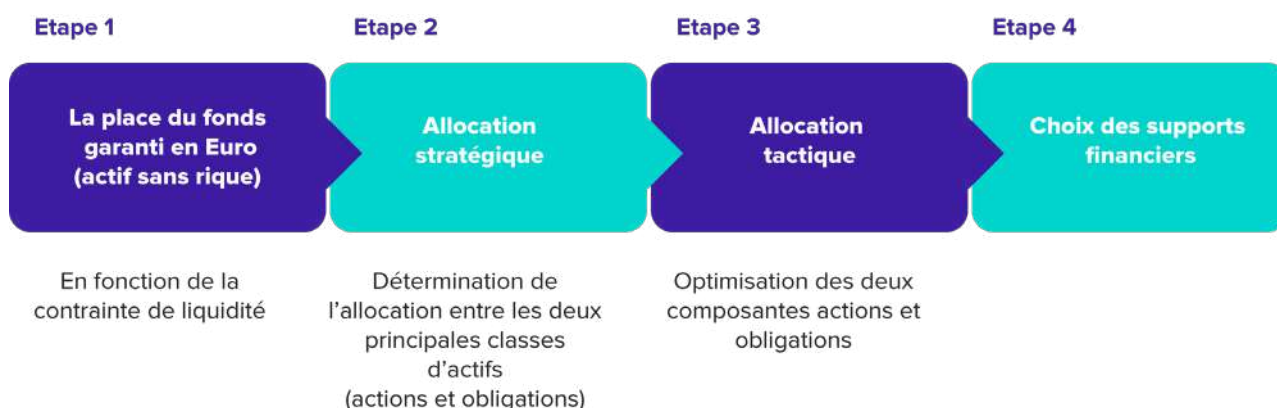 Etape 1
Etape 2
Etape 3
Etape 4
La place du fonds
garanti en Euro
(actif sans rique)
Allocation
stratégique
Allocation
tactique
Choix des supports
financiers
En fonction de la
contrainte de liquidité
Détermination de
l'allocation entre les deux
principales classes
d'actifs
(actions et obligations)
Optimisation des deux
composantes actions et
obligations